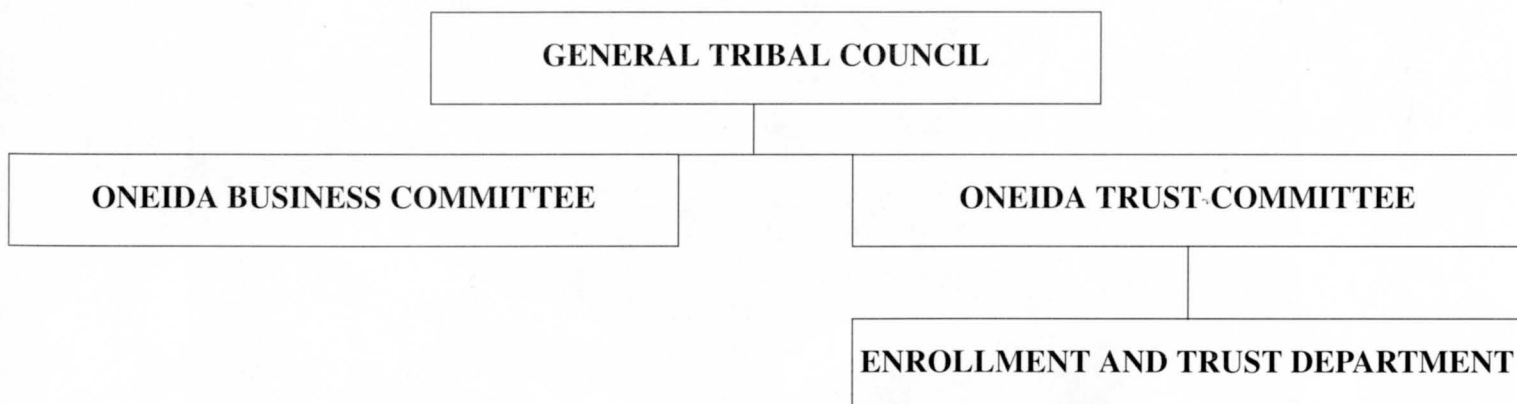 GENERAL TRIBAL COUNCIL
ONEIDA BUSINESS COMMITTEE
ONEIDA TRUST COMMITTEE
ENROLLMENT AND TRUST DEPARTMENT